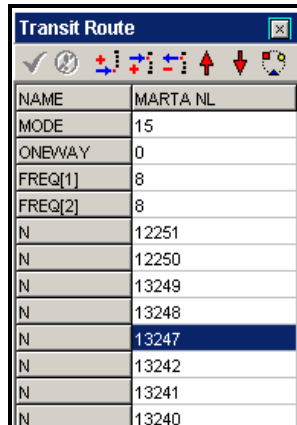 Transit Route
NAME MARTA NL
MODE 15
ONEWAY 0
FREQ[1] 8
FREQ[2] 8
N 12251
N 12250
N 13249
N 13248
N 13247
N 13242
N 13241
N 13240